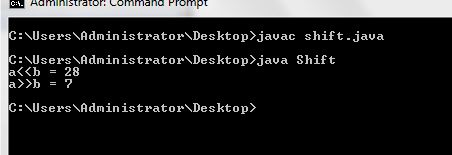 Administrator: Command Prompt
C:\Users\Administrator\Desktop>javac shift.java
C:\Users\Administrator\Desktop>java Shift
a<<b = 28
a>>b = 7
C:\Users\Administrator\Desktop>